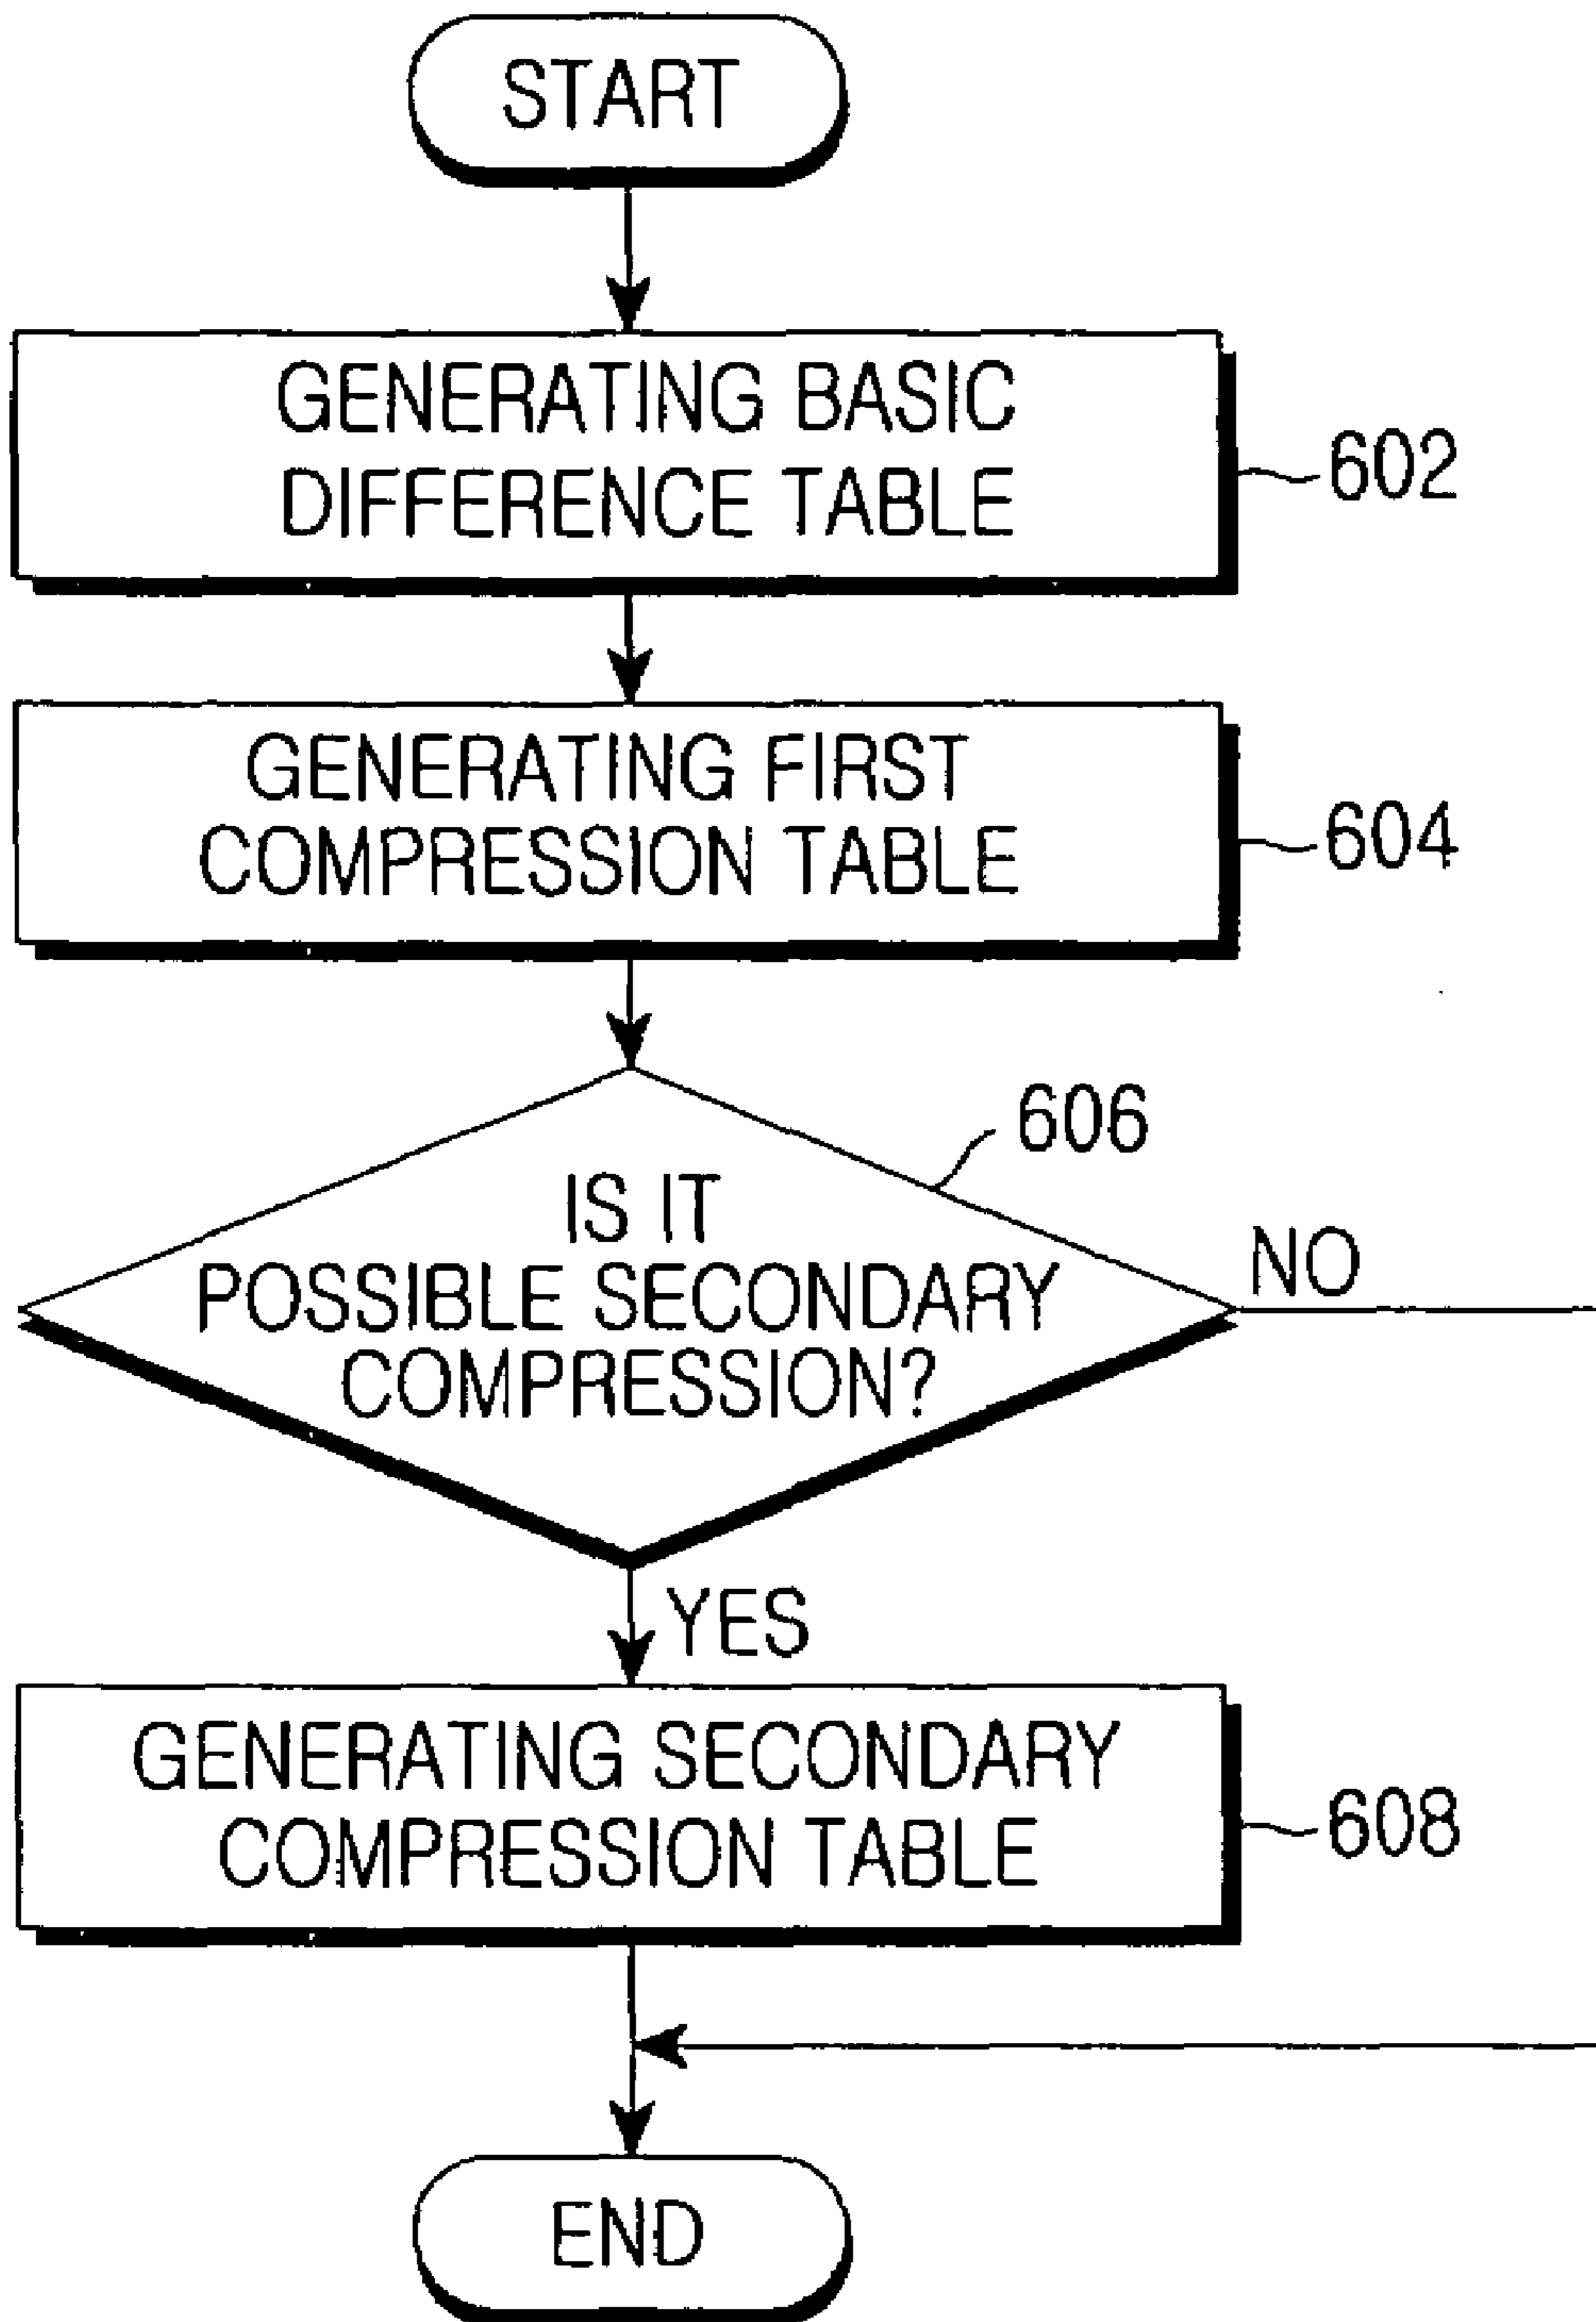 START
GENERATING BASIC
DIFFERENCE TABLE
602
GENERATING FIRST
COMPRESSION TABLE
604
606
IS IT
POSSIBLE SECONDARY
COMPRESSION?
NO
YES
GENERATING SECONDARY
COMPRESSION TABLE
608
END